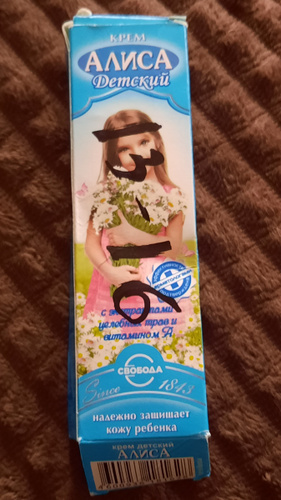 КРЕМ
АЛИСА
Детский
с экстрактами
целебных трав и
витамином А
СВОБОДА
Since 1843
надежно защищает
кожу ребенка
крем детский
АЛИСА